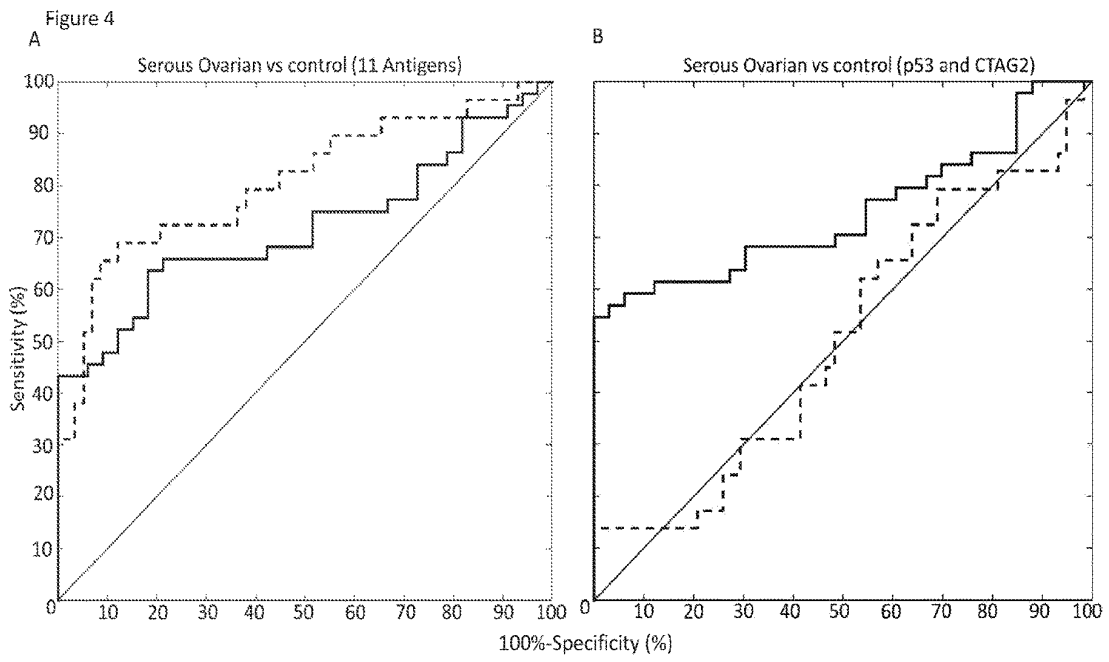 Figure 4
A
Serous Ovarian vs control (11 Antigens)
B
Serous Ovarian vs control (p53 and CTAG2)
Sensitivity (%)
100
90
80
70
60
50
40
30
20
10
0
10 20 30 40 50 60 70 80 90 100
0
10 20 30 40 50 60 70 80 90 100
100%-Specificity (%)